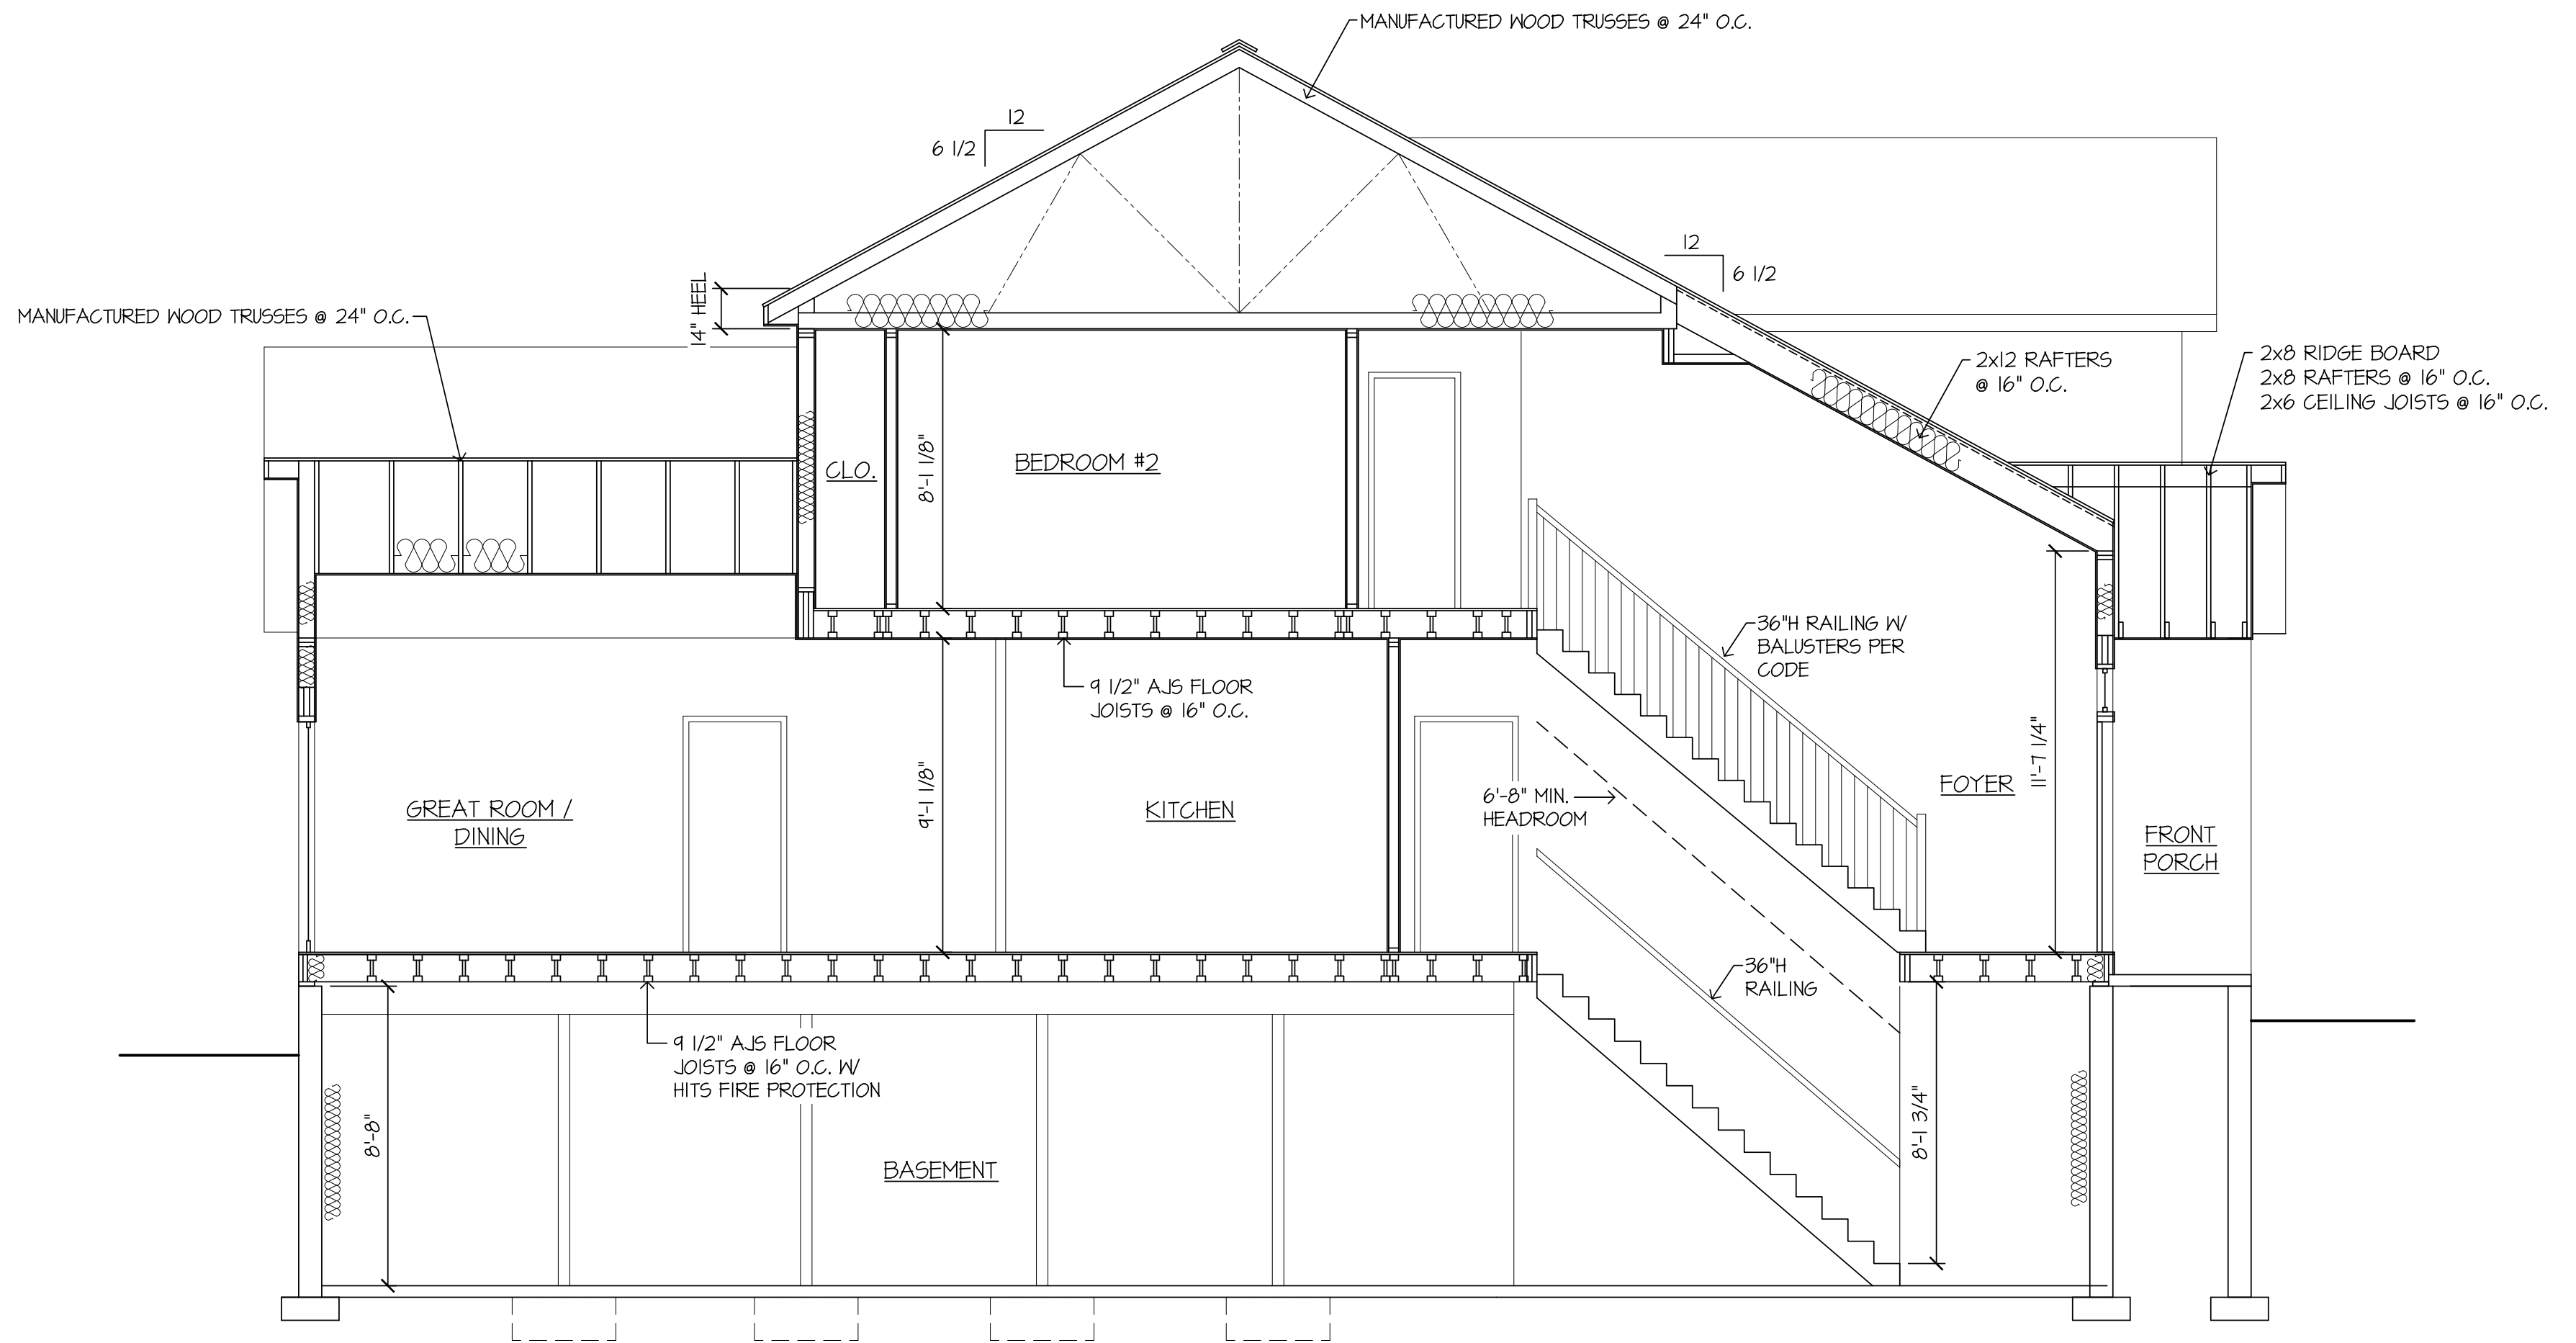 MANUFACTURED WOOD TRUSSES @ 24" O.C.
12
6 1/2
12
6 1/2
14" HEEL
MANUFACTURED WOOD TRUSSES @ 24" O.C.
2x12 RAFTERS
@ 16" O.C.
2x8 RIDGE BOARD
2x8 RAFTERS @ 16" O.C.
2x6 CEILING JOISTS @ 16" O.C.
CLO.
8'-1 1/8"
BEDROOM #2
36"H RAILING W/
BALUSTERS PER
CODE
9 1/2" AJS FLOOR
JOISTS @ 16" O.C.
GREAT ROOM /
DINING
9'-1 1/8"
KITCHEN
6'-8" MIN.
HEADROOM
FOYER
11'-7 1/4"
FRONT
PORCH
36"H
RAILING
9 1/2" AJS FLOOR
JOISTS @ 16" O.C. W/
HITS FIRE PROTECTION
8'-8"
BASEMENT
8'-1 3/4"